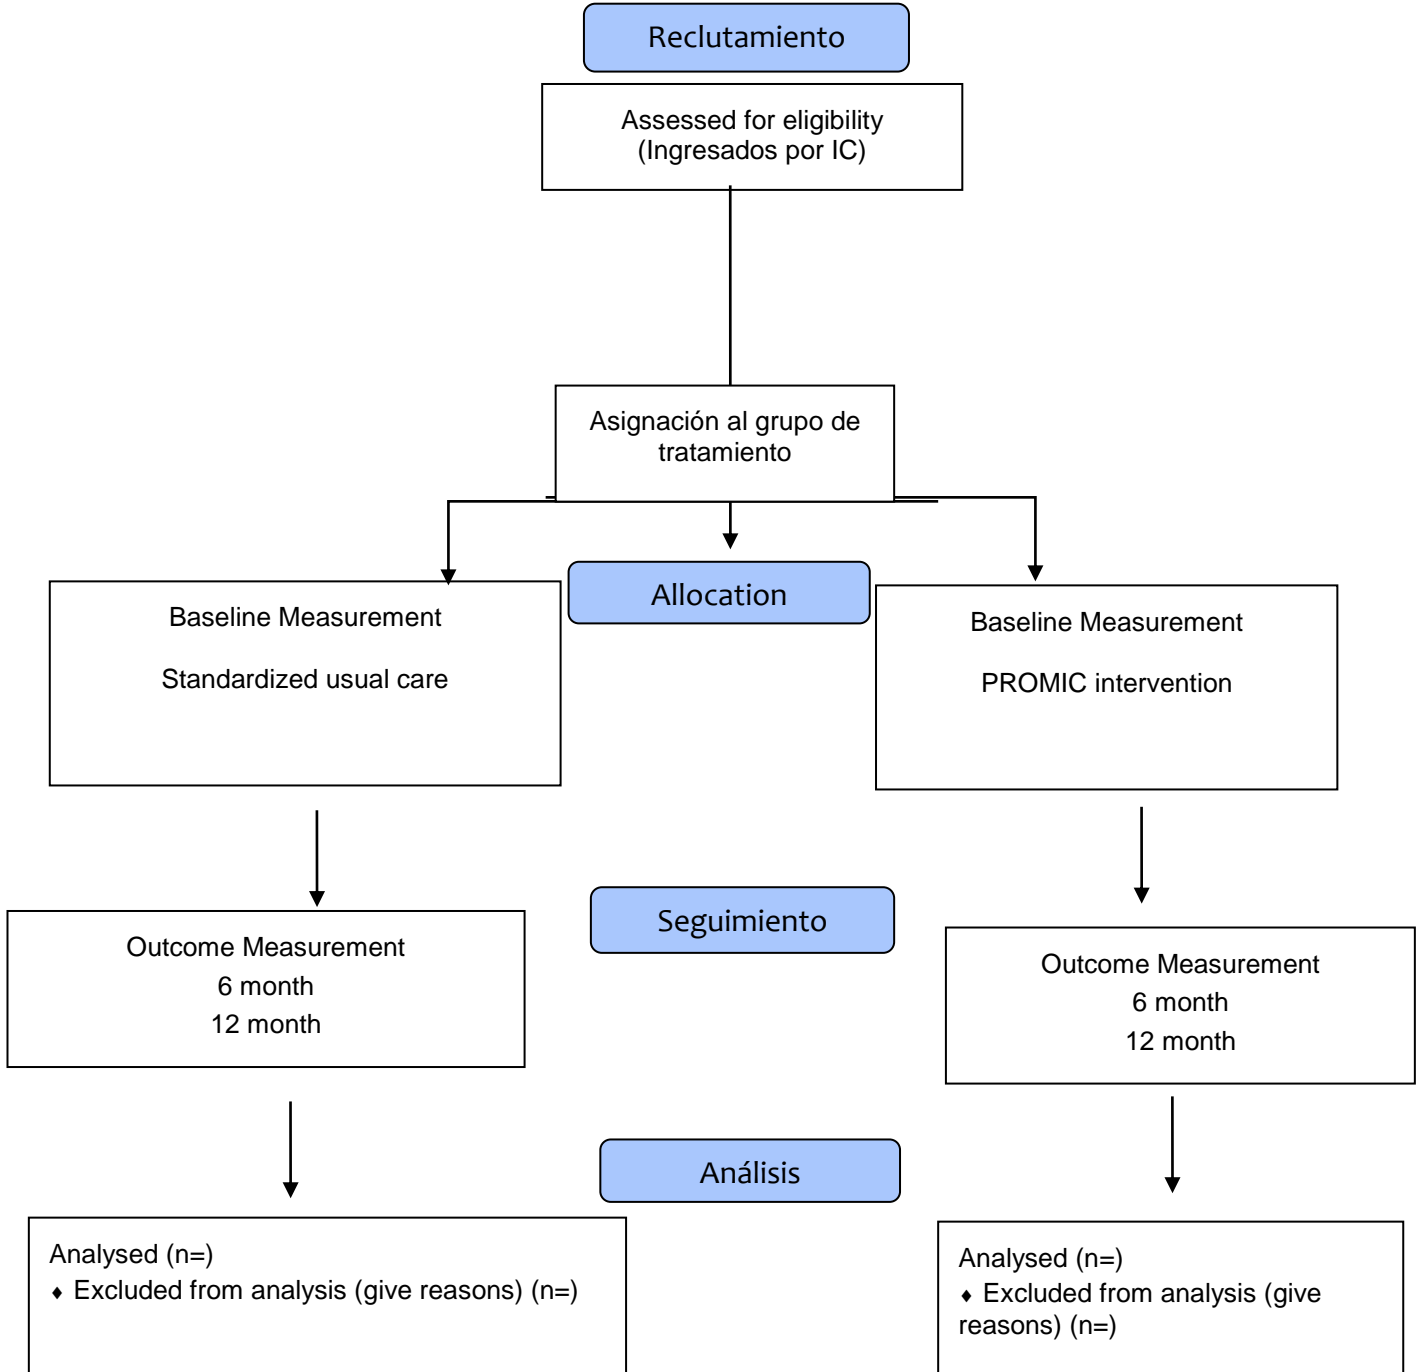 Reclutamiento
Assessed for eligibility
(Ingresados por IC)
Asignación al grupo de
tratamiento
Allocation
Baseline Measurement
Standardized usual care
Baseline Measurement
PROMIC intervention
Seguimiento
Outcome Measurement
6 month
12 month
Outcome Measurement
6 month
12 month
Análisis
Analysed (n=)
♦ Excluded from analysis (give reasons) (n=)
Analysed (n=)
♦ Excluded from analysis (give
reasons) (n=)